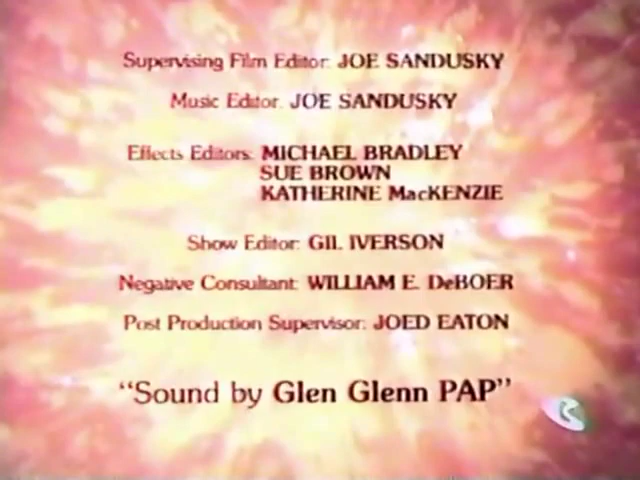 Supervising Film Editor: JOE SANDUSKY
Music Editor: JOE SANDUSKY
Effects Editors: MICHAEL BRADLEY
SUE BROWN
KATHERINE MacKENZIE
Show Editor: GIL IVERSON
Negative Consultant: WILLIAM E. DeBOER
Post Production Supervisor: JOED EATON
“Sound by Glen Glenn PAP”